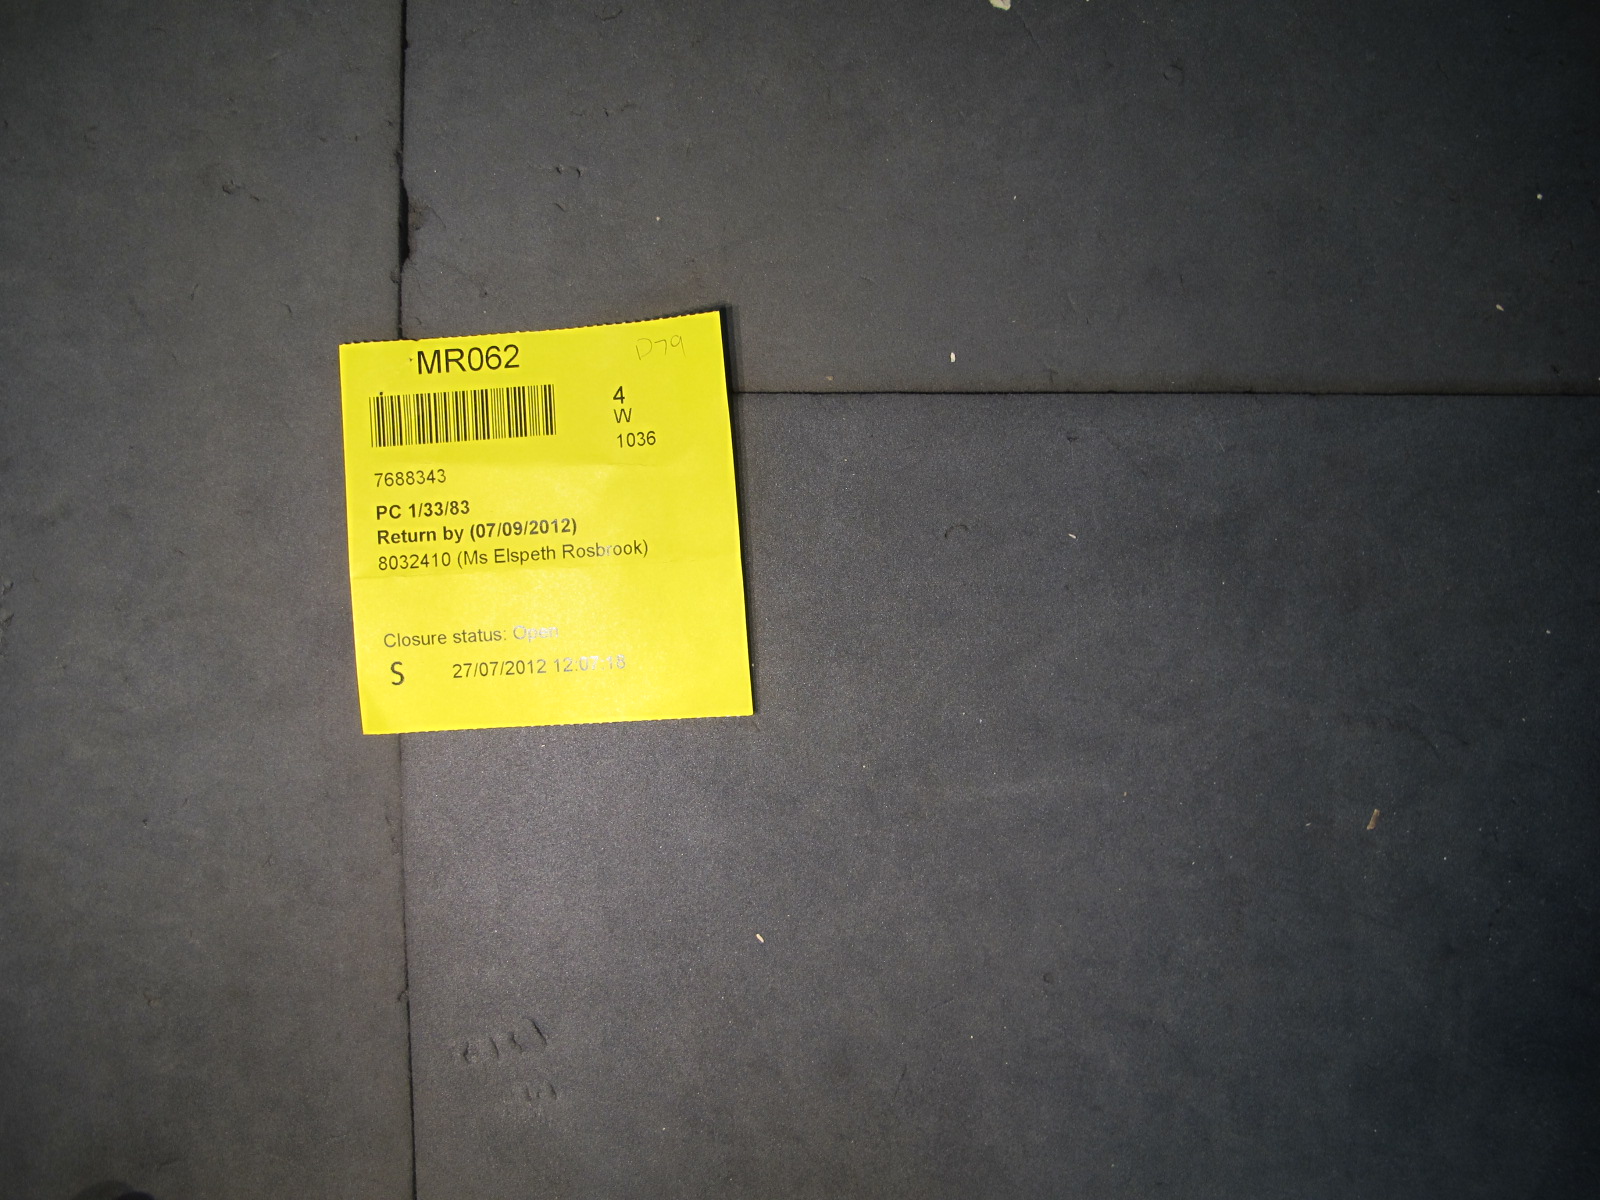 MR062
D79
4
W
1036
7688343
PC 1/33/83
Return by (07/09/2012)
8032410 (Ms Elspeth Rosbrook)
Closure status: Open
S 27/07/2012 12:07:16